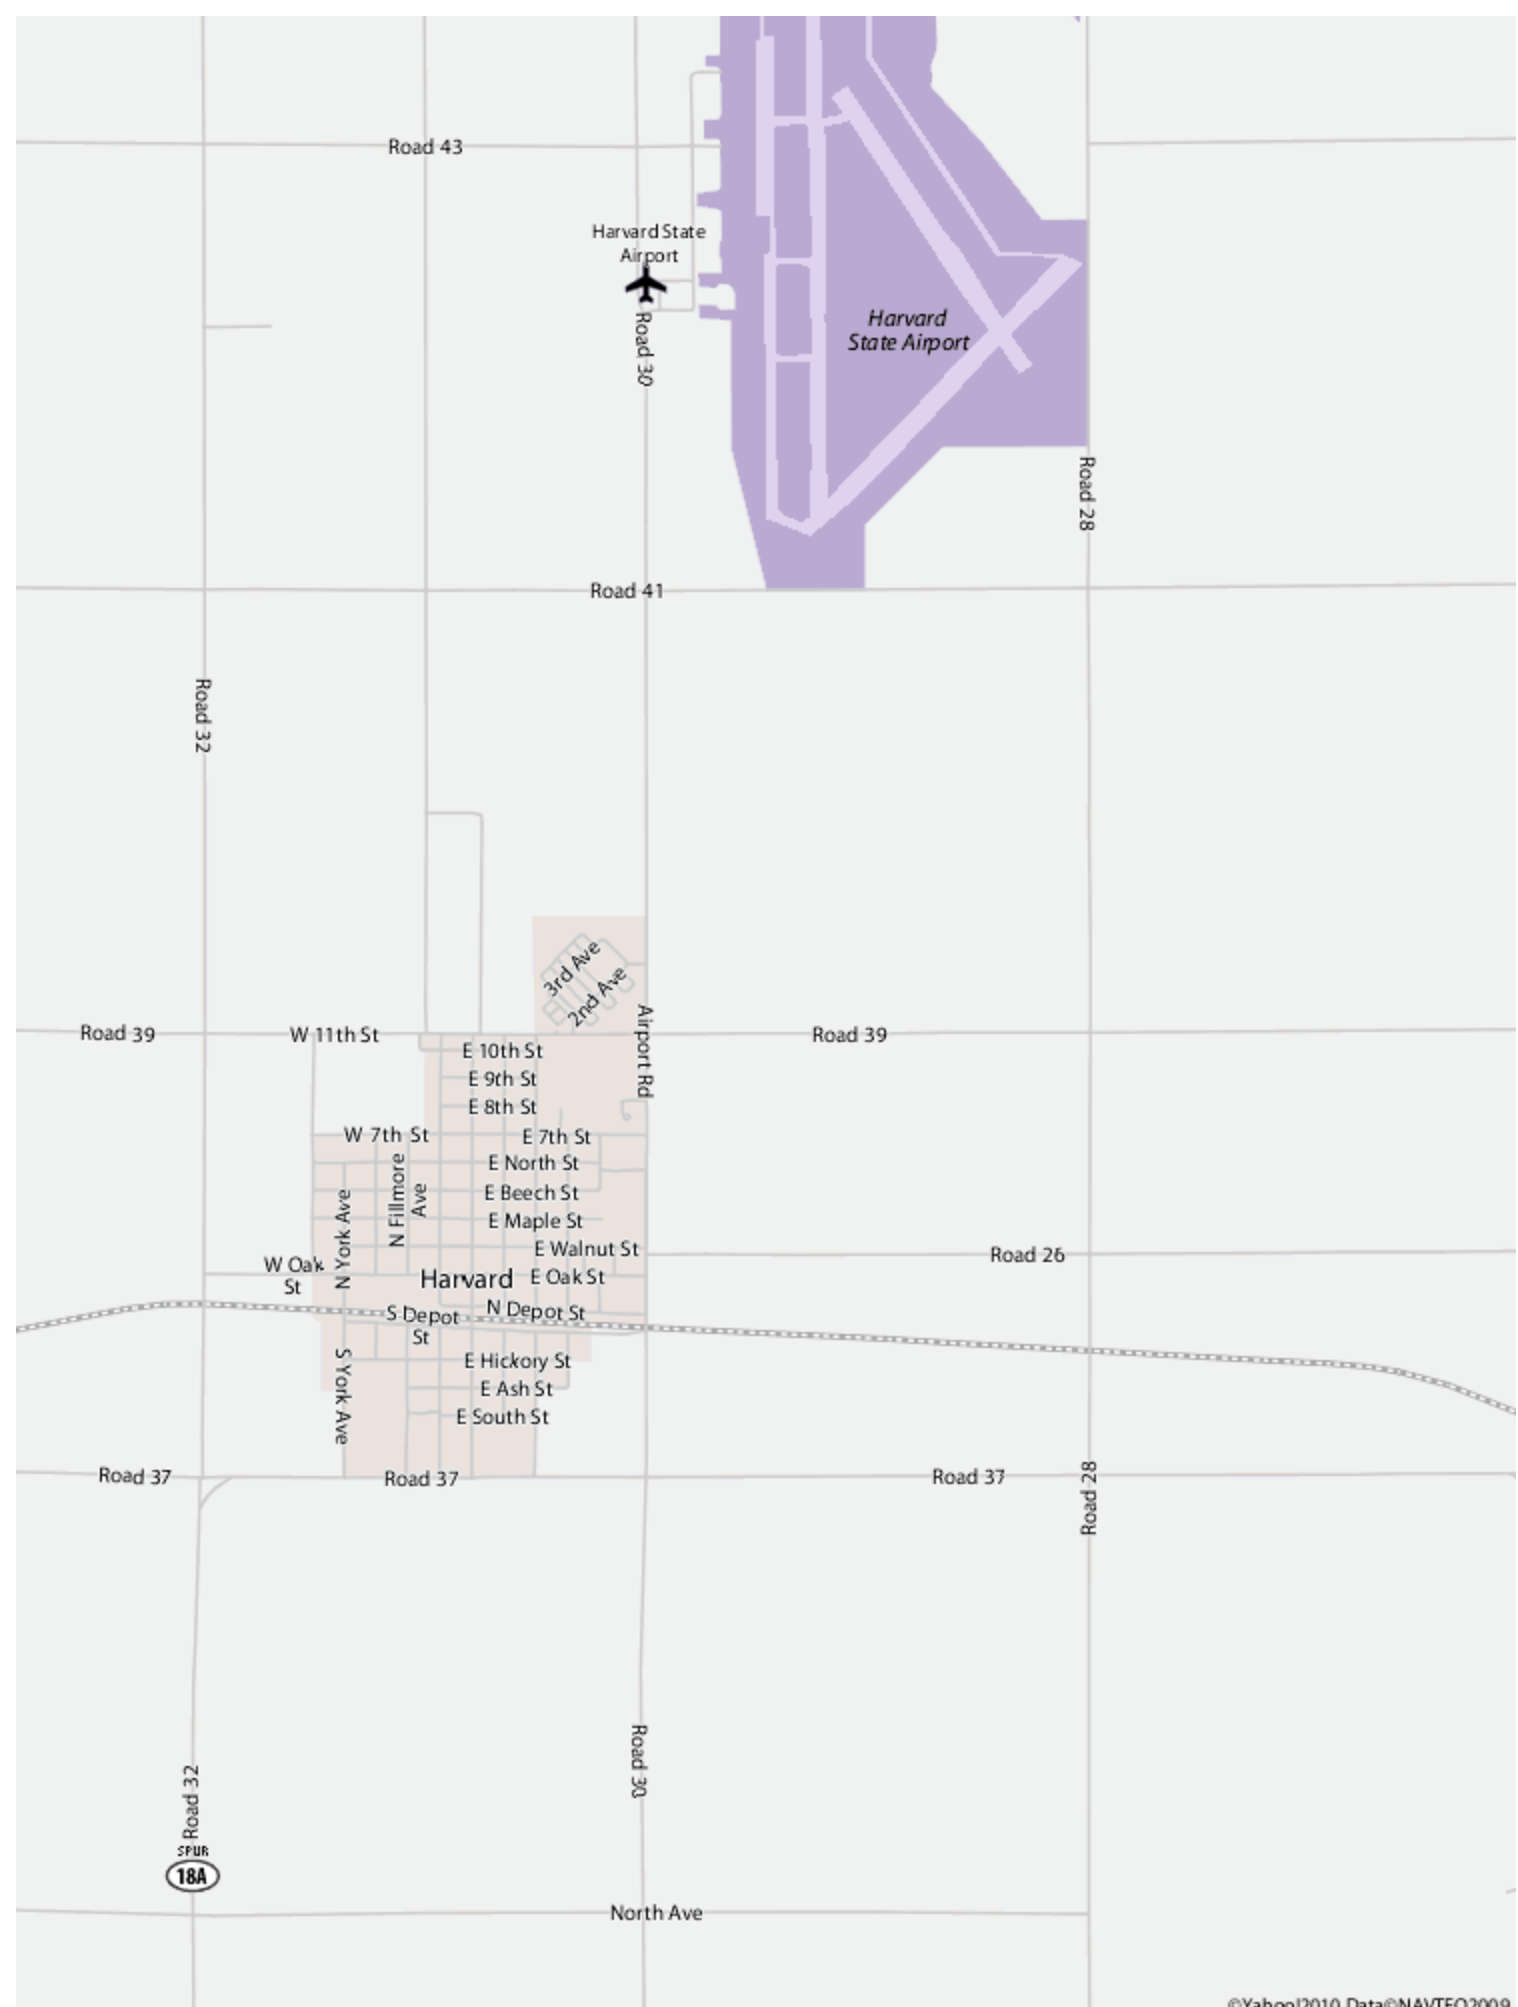 Road 43
Harvard State
Airport
Harvard
State Airport
Road 30
Road 28
Road 41
Road 32
3rd Ave
2nd Ave
Airport Rd
Road 39
W 11th St
Road 39
E 10th St
E 9th St
E 8th St
W 7th St
E 7th St
E North St
N Fillmore
Ave
E Beech St
N York Ave
E Maple St
E Walnut St
Road 26
W Oak
St
Harvard
E Oak St
N Depot St
S Depot
St
S York Ave
E Hickory St
E Ash St
E South St
Road 37
Road 37
Road 37
Road 28
Road 30
Road 32
SPUR
18A
North Ave
©Yahoo!2010 Data©NAVTEQ2009